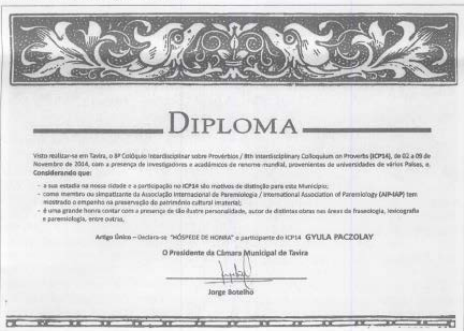 DIPLOMA
Visto realizar-se em Tavira, o 8º Colóquio Interdisciplinar sobre Provérbios / 8th Interdisciplinary Colloquium on Proverbs (ICP14), de 02 a 09 de
Novembro de 2014, com a presença de investigadores e académicos de renome mundial, provenientes de universidades de vários Países, e,
Considerando que:
- a sua estadia na nossa cidade e a participação no ICP14 são motivos de distinção para este Município;
- como membro ou simpatizante da Associação Internacional de Paremiologia / International Association of Paremiology (AIP-IAP) tem
mostrado o empenho na preservação do património cultural imaterial;
- é uma grande honra contar com a presença de tão ilustre personalidade, autor de distintas obras nas áreas da fraseologia, lexicografia
e paremiologia, entre outras,
Artigo Único – Declara-se "HÓSPEDE DE HONRA" o participante do ICP14 GYULA PACZOLAY
O Presidente da Câmara Municipal de Tavira
Jorge Botelho